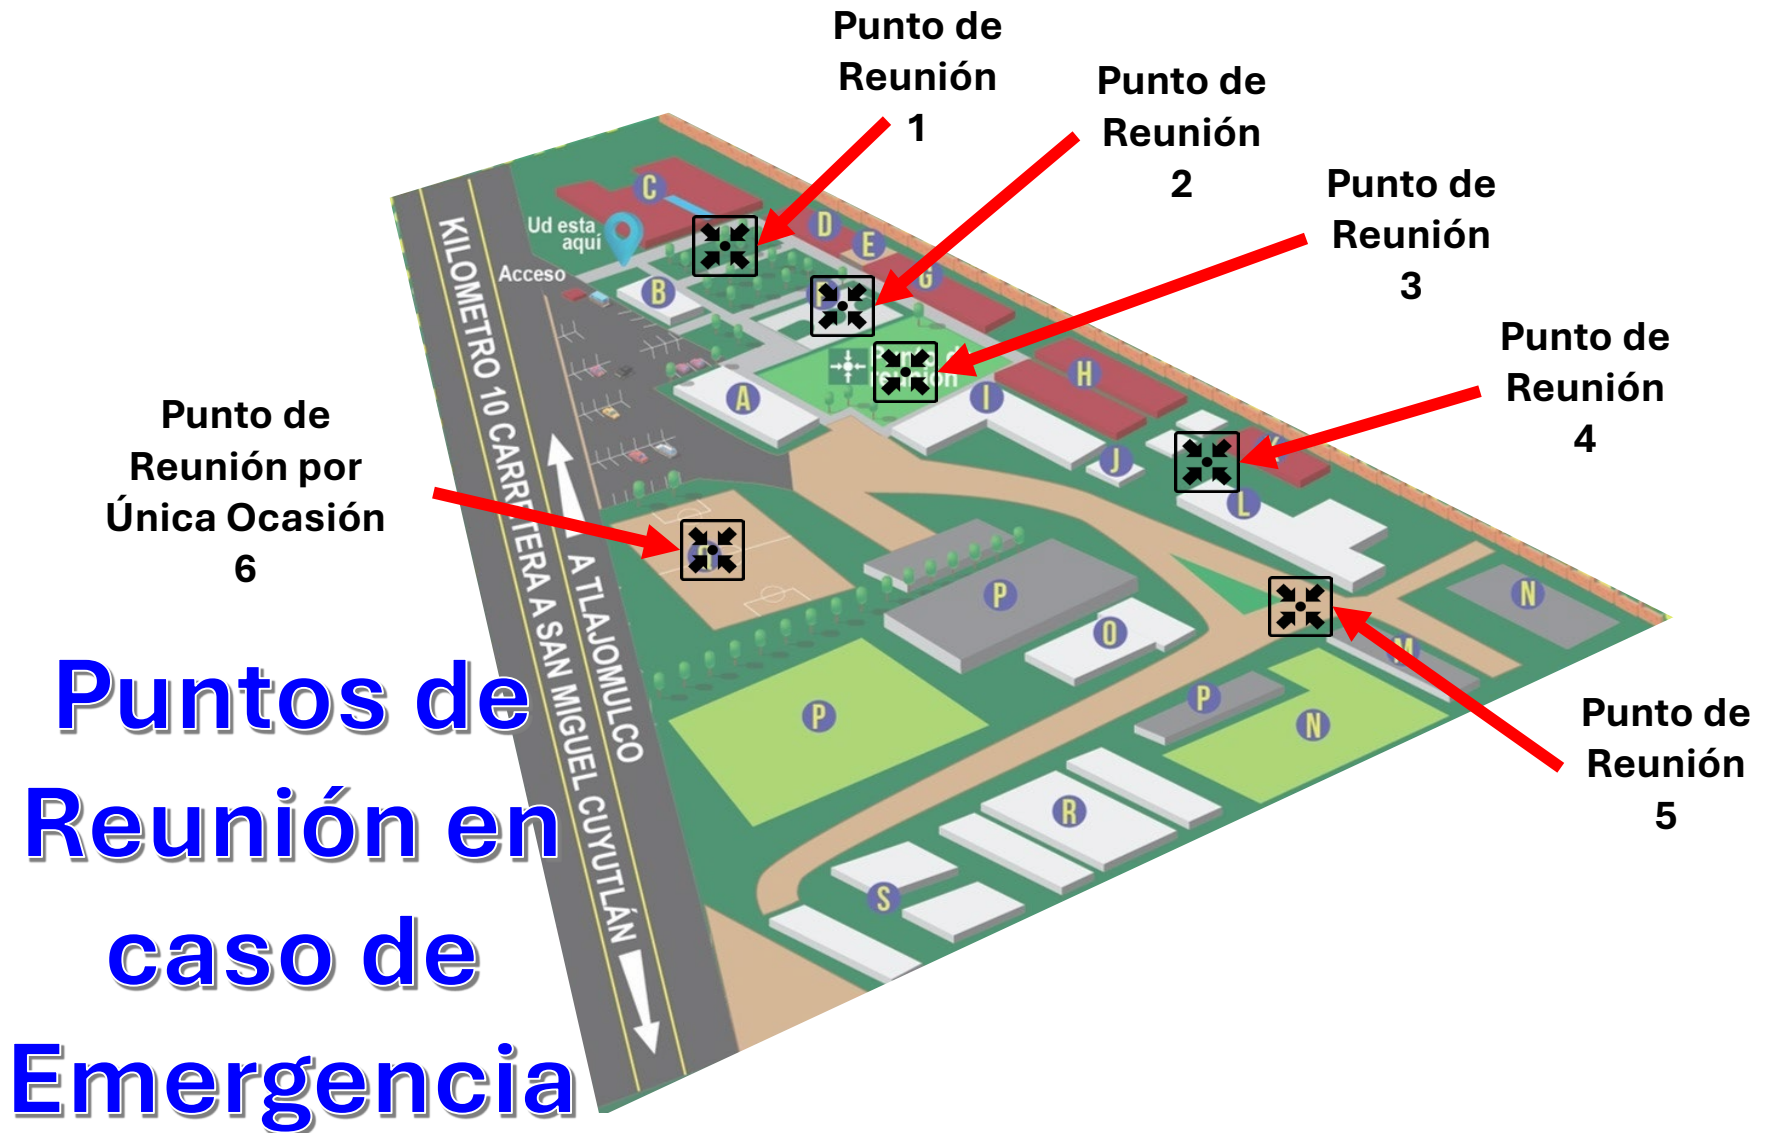 Punto de
Reunión
1
Punto de
Reunión
2
Punto de
Reunión
3
Punto de
Reunión
4
Punto de
Reunión por
Única Ocasión
6
Punto de
Reunión
5
Puntos de
Reunión en
caso de
Emergencia
Ud esta
aquí
Acceso
KILOMETRO 10 CARRETERA A SAN MIGUEL CUYUTLÁN
A TLAJOMULCO
C
D
E
G
B
reunión
A
H
I
J
L
N
P
O
M
P
P
N
R
S